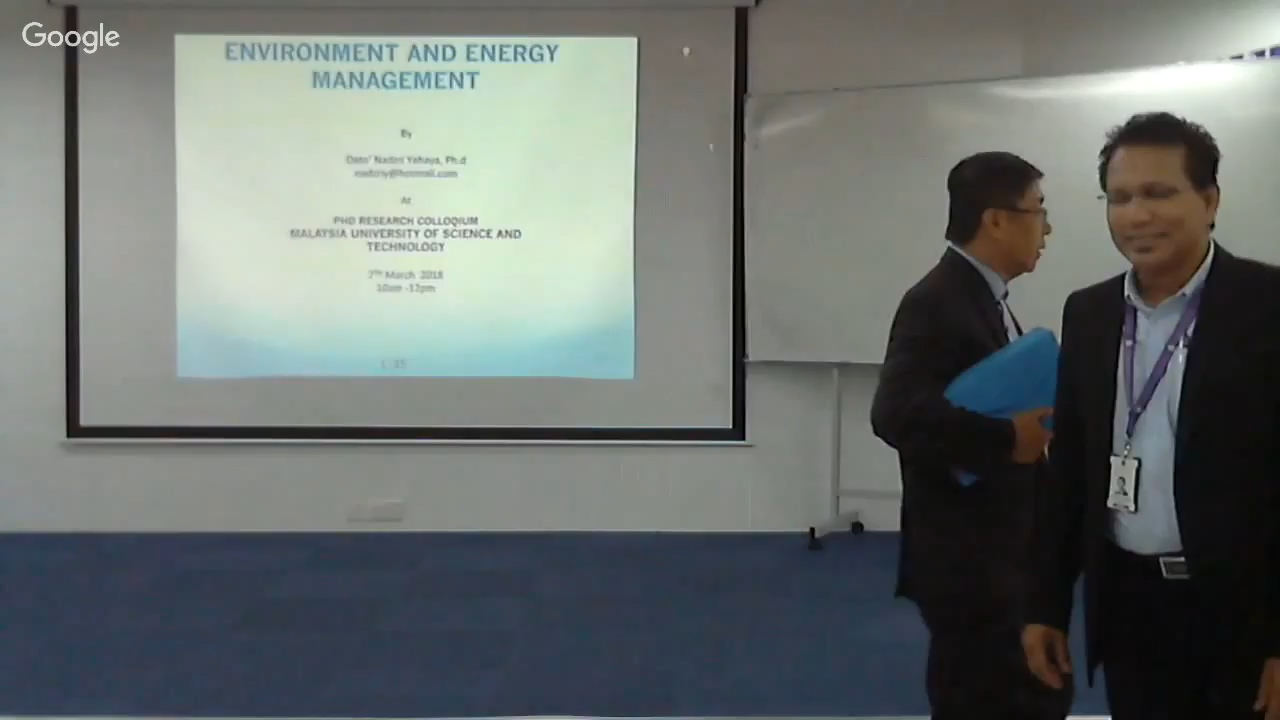 Google
ENVIRONMENT AND ENERGY
MANAGEMENT
By
Dato' Nadzri Yahaya, Ph.d
At
PHD RESEARCH COLLOQIUM
MALAYSIA UNIVERSITY OF SCIENCE AND
TECHNOLOGY
7TH March 2018
10am -12pm